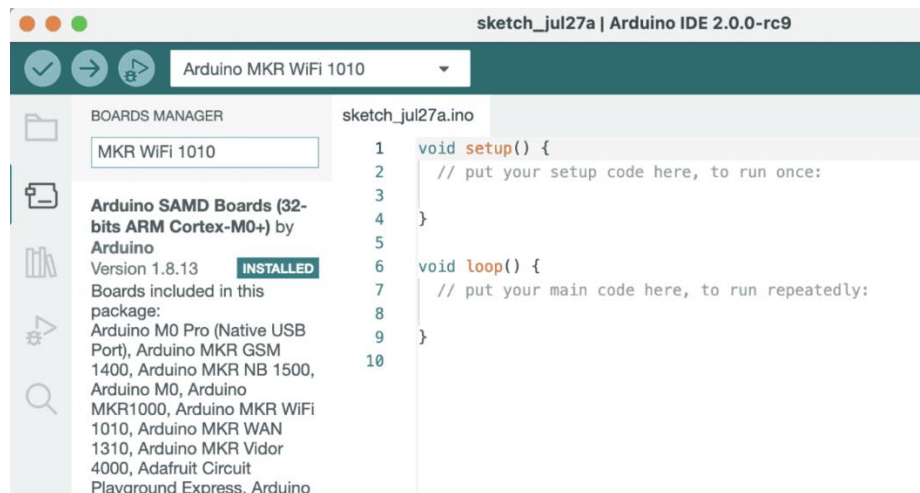 sketch_jul27a | Arduino IDE 2.0.0-rc9
Arduino MKR WiFi 1010
BOARDS MANAGER
MKR WiFi 1010
Arduino SAMD Boards (32-
bits ARM Cortex-M0+) by
Arduino
Version 1.8.13 INSTALLED
Boards included in this
package:
Arduino M0 Pro (Native USB
Port), Arduino MKR GSM
1400, Arduino MKR NB 1500,
Arduino M0, Arduino
MKR1000, Arduino MKR WiFi
1010, Arduino MKR WAN
1310, Arduino MKR Vidor
4000, Adafruit Circuit
Playground Express, Arduino
sketch_jul27a.ino
1 void setup() {
2 // put your setup code here, to run once:
3
4 }
5
6 void loop() {
7 // put your main code here, to run repeatedly:
8
9 }
10